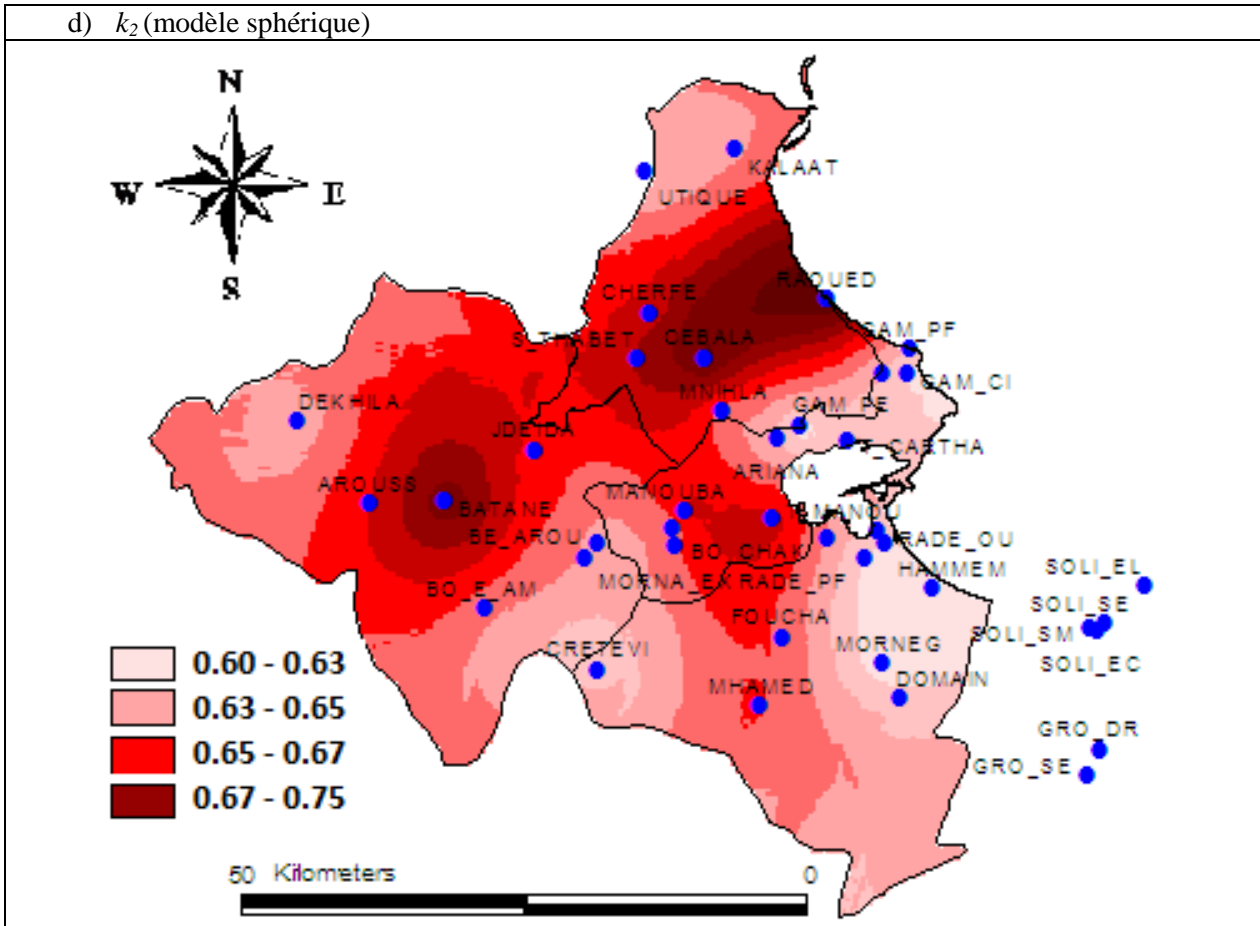 d) k2 (modèle sphérique)
N
W E
S
KALAAT
UTIQUE
RAOUED
CHERFE
S_THABET CEBALA
GAM_PF
GAM_CI
MNIHLA
GAM_PE
DEKHILA
JDEIDA
ARIANA
AROUSS
MANOUBA
BATANE
BE_AROU
BO_CHAK
RADE_OU
MORNA_EX RADE_PF
HAMMEM
SOLI_EL
BO_E_AM
FOUCHA
SOLI_SE
SOLI_SM
CRETEVI
MORNEG
SOLI_EC
0.60 - 0.63
MHAMED
DOMAIN
0.63 - 0.65
GRO_DR
0.65 - 0.67
GRO_SE
0.67 - 0.75
50 Kilometers 0